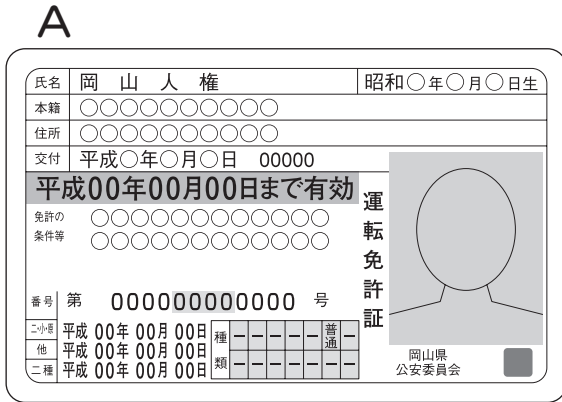 A
氏名 岡山人権 昭和○年○月○日生
本籍 ○○○○○○○○○○
住所 ○○○○○○○○○○
交付 平成○年○月○日 00000
平成00年00月00日まで有効
免許の ○○○○○○○○○○○○
条件等 ○○○○○○○○○○○○
運転免許証
番号 第 000000000000 号
二・小・原 平成 00年 00月 00日
他 平成 00年 00月 00日
二種 平成 00年 00月 00日
種類 － － － － － 普通 －
－ － － － － － －
岡山県
公安委員会